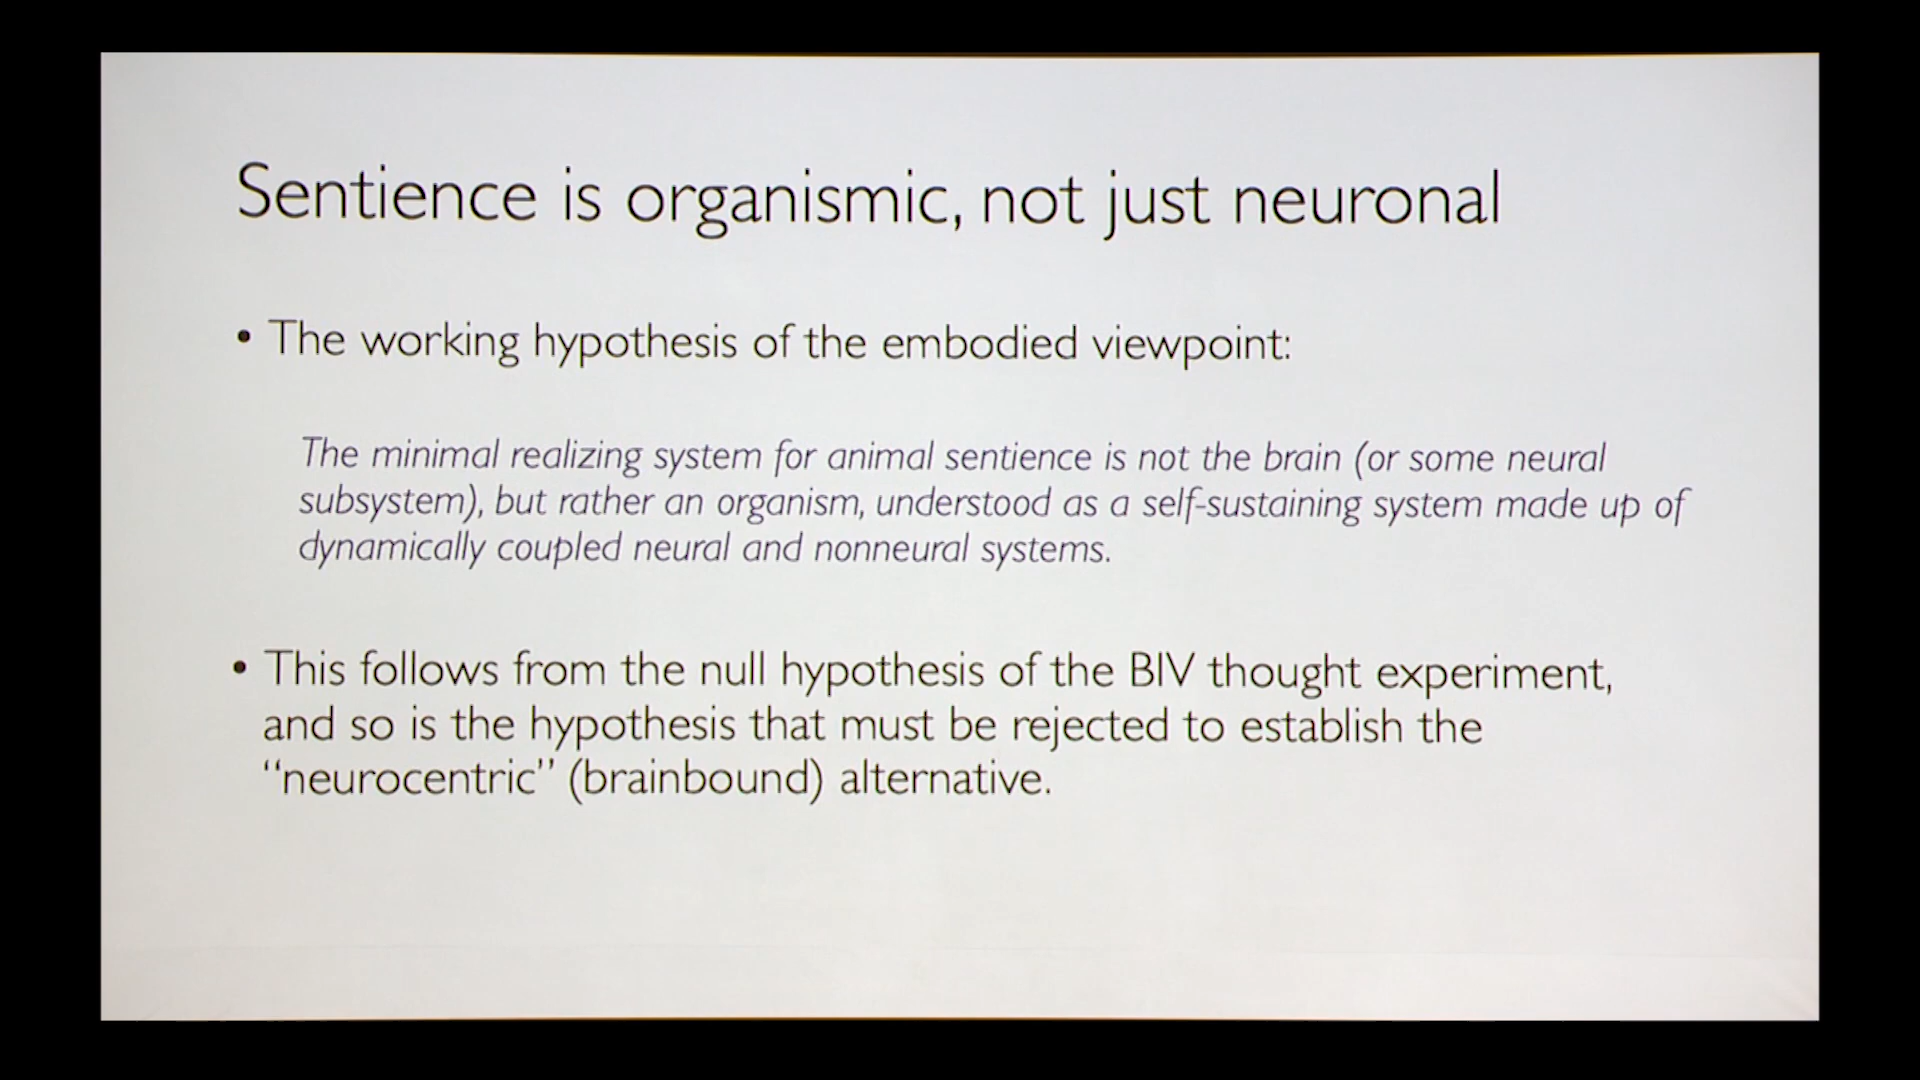 Sentience is organismic, not just neuronal
• The working hypothesis of the embodied viewpoint:
The minimal realizing system for animal sentience is not the brain (or some neural
subsystem), but rather an organism, understood as a self-sustaining system made up of
dynamically coupled neural and nonneural systems.
• This follows from the null hypothesis of the BIV thought experiment,
and so is the hypothesis that must be rejected to establish the
“neurocentric” (brainbound) alternative.